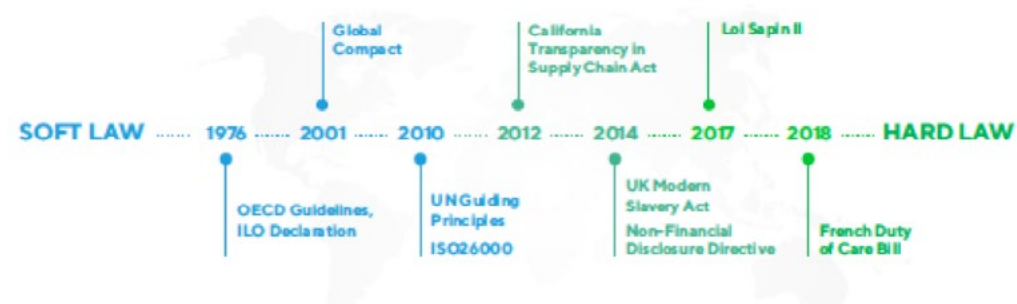 Global
Compact
California
Transparency in
Supply Chain Act
Loi Sapin II
SOFT LAW ...... 1976 ...... 2001 ...... 2010 ...... 2012 ...... 2014 ...... 2017 ...... 2018 ...... HARD LAW
OECD Guidelines,
ILO Declaration
UN Guiding
Principles
ISO26000
UK Modern
Slavery Act
Non-Financial
Disclosure Directive
French Duty
of Care Bill